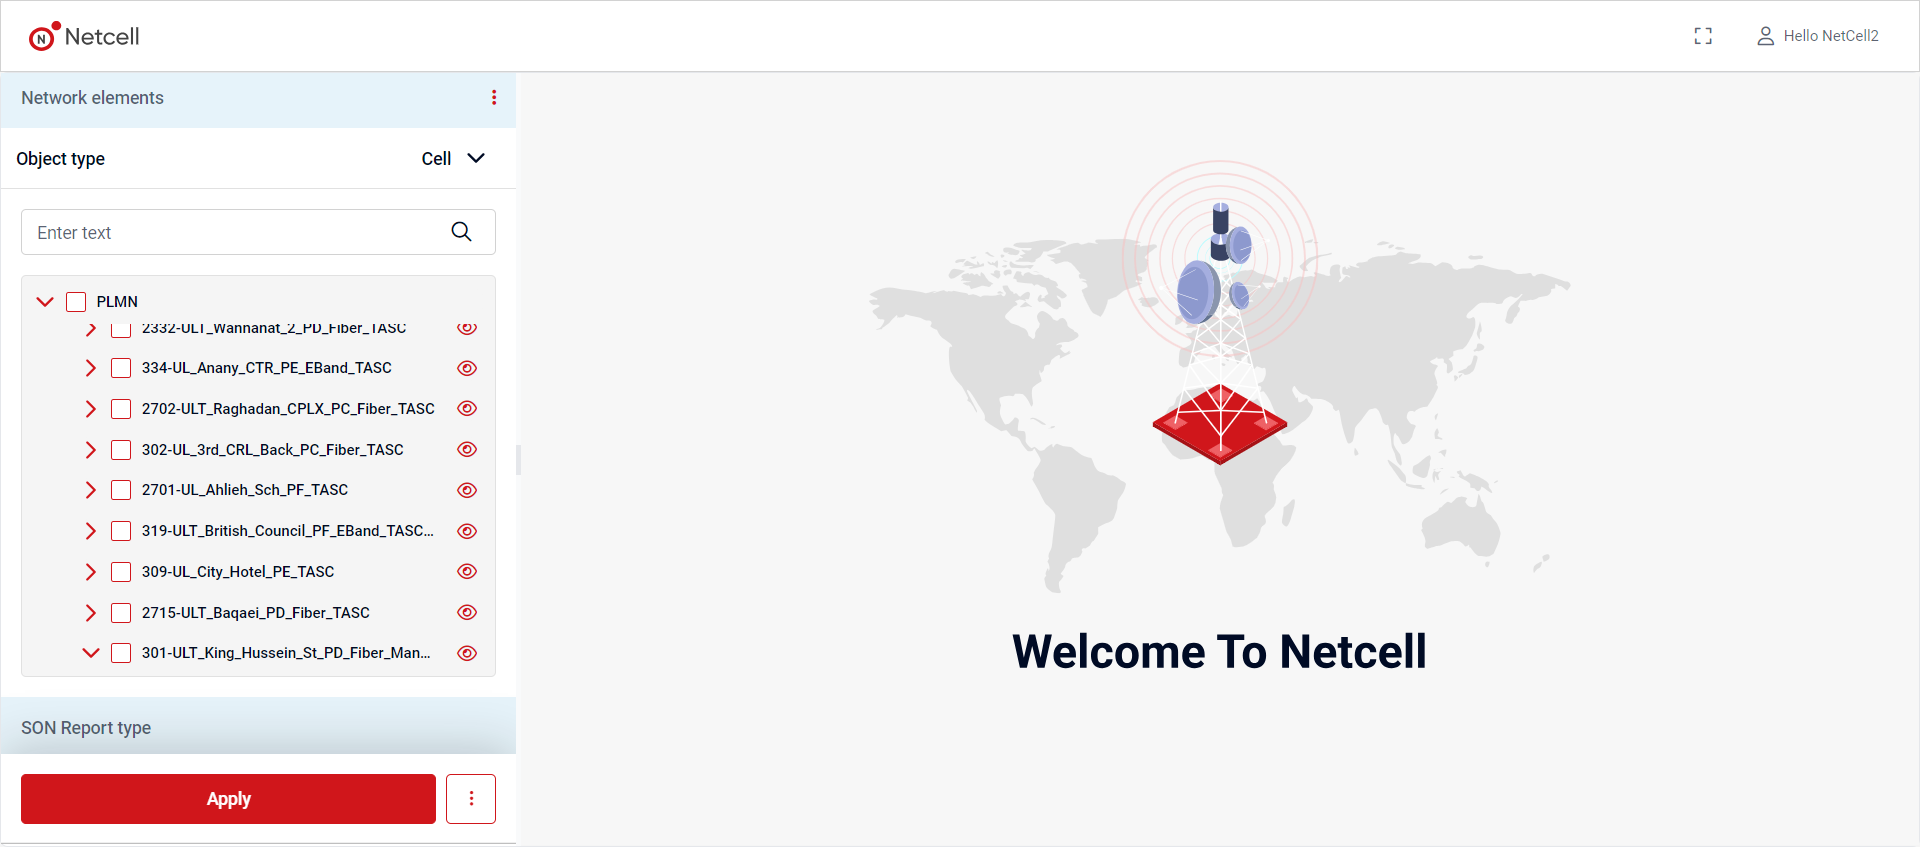 N Netcell
Hello NetCell2
Network elements
Object type
Cell
Enter text
PLMN
2332-ULT_Wannanat_2_PD_Fiber_TASC
334-UL_Anany_CTR_PE_EBand_TASC
2702-ULT_Raghadan_CPLX_PC_Fiber_TASC
302-UL_3rd_CRL_Back_PC_Fiber_TASC
2701-UL_Ahlieh_Sch_PF_TASC
319-ULT_British_Council_PF_EBand_TASC...
309-UL_City_Hotel_PE_TASC
2715-ULT_Baqaei_PD_Fiber_TASC
301-ULT_King_Hussein_St_PD_Fiber_Man...
SON Report type
Apply
Welcome To Netcell